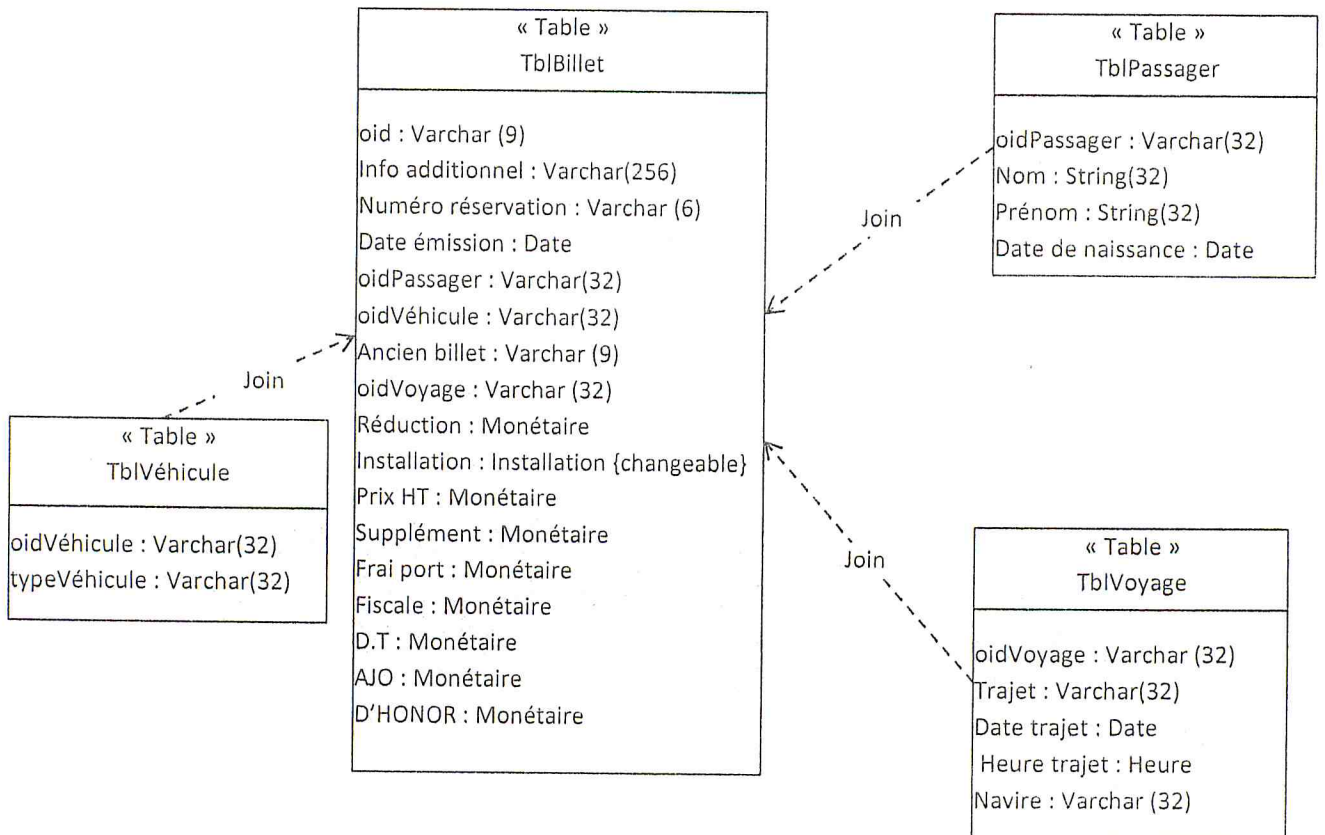 « Table »
TblBillet
oid : Varchar (9)
Info additionnel : Varchar(256)
Numéro réservation : Varchar (6)
Date émission : Date
oidPassager : Varchar(32)
oidVéhicule : Varchar(32)
Ancien billet : Varchar (9)
oidVoyage : Varchar (32)
Réduction : Monétaire
Installation : Installation {changeable}
Prix HT : Monétaire
Supplément : Monétaire
Frai port : Monétaire
Fiscale : Monétaire
D.T : Monétaire
AJO : Monétaire
D'HONOR : Monétaire
« Table »
TblPassager
oidPassager : Varchar(32)
Nom : String(32)
Prénom : String(32)
Date de naissance : Date
Join
Join
« Table »
TblVéhicule
oidVéhicule : Varchar(32)
typeVéhicule : Varchar(32)
Join
« Table »
TblVoyage
oidVoyage : Varchar (32)
Trajet : Varchar(32)
Date trajet : Date
Heure trajet : Heure
Navire : Varchar (32)